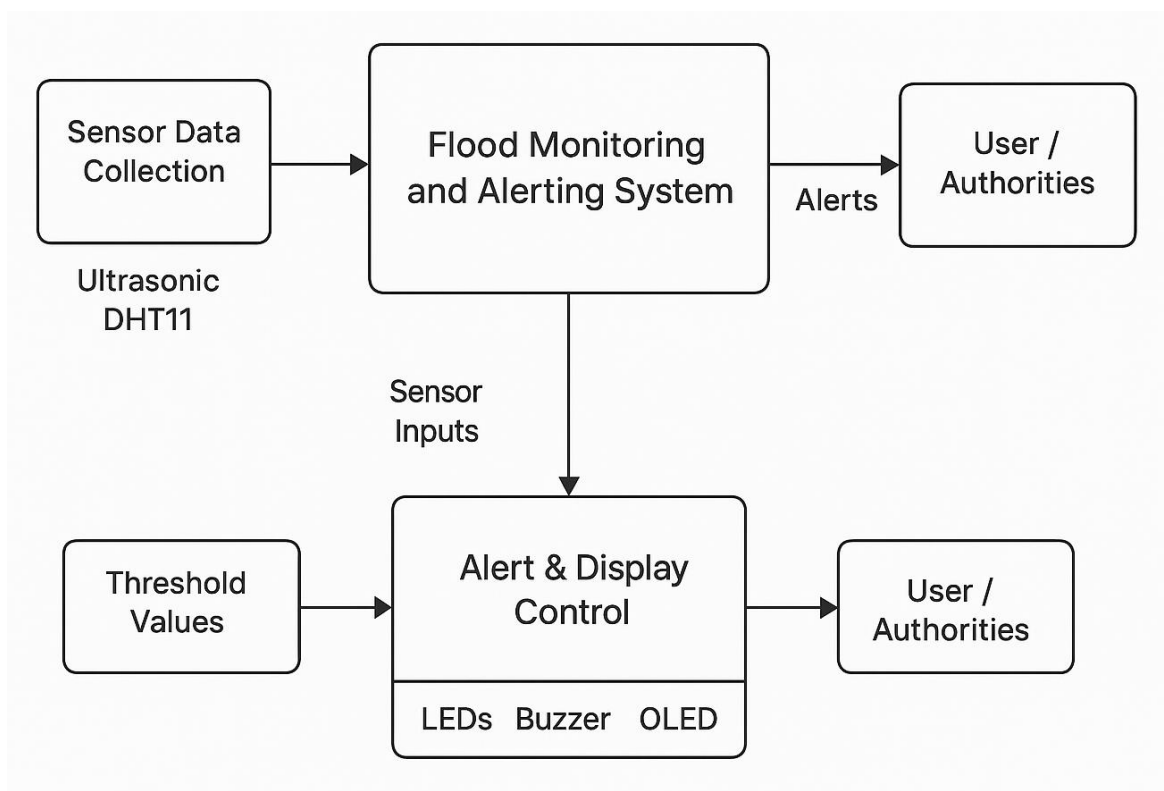 Sensor Data
Collection
Ultrasonic
DHT11
Flood Monitoring
and Alerting System
Alerts
User /
Authorities
Sensor
Inputs
Threshold
Values
Alert & Display
Control
LEDs Buzzer OLED
User /
Authorities